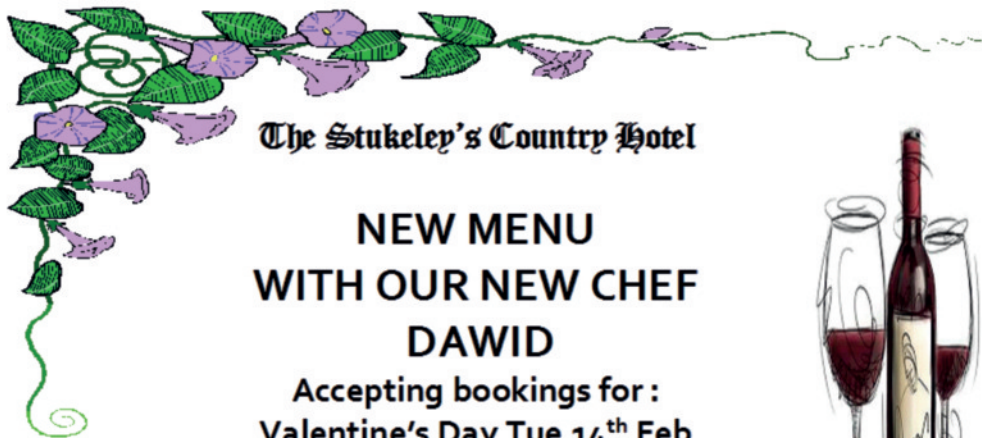 The Stukeley's Country Hotel
NEW MENU
WITH OUR NEW CHEF
DAWID
Accepting bookings for :
Valentine's Day Tue 14th Feb